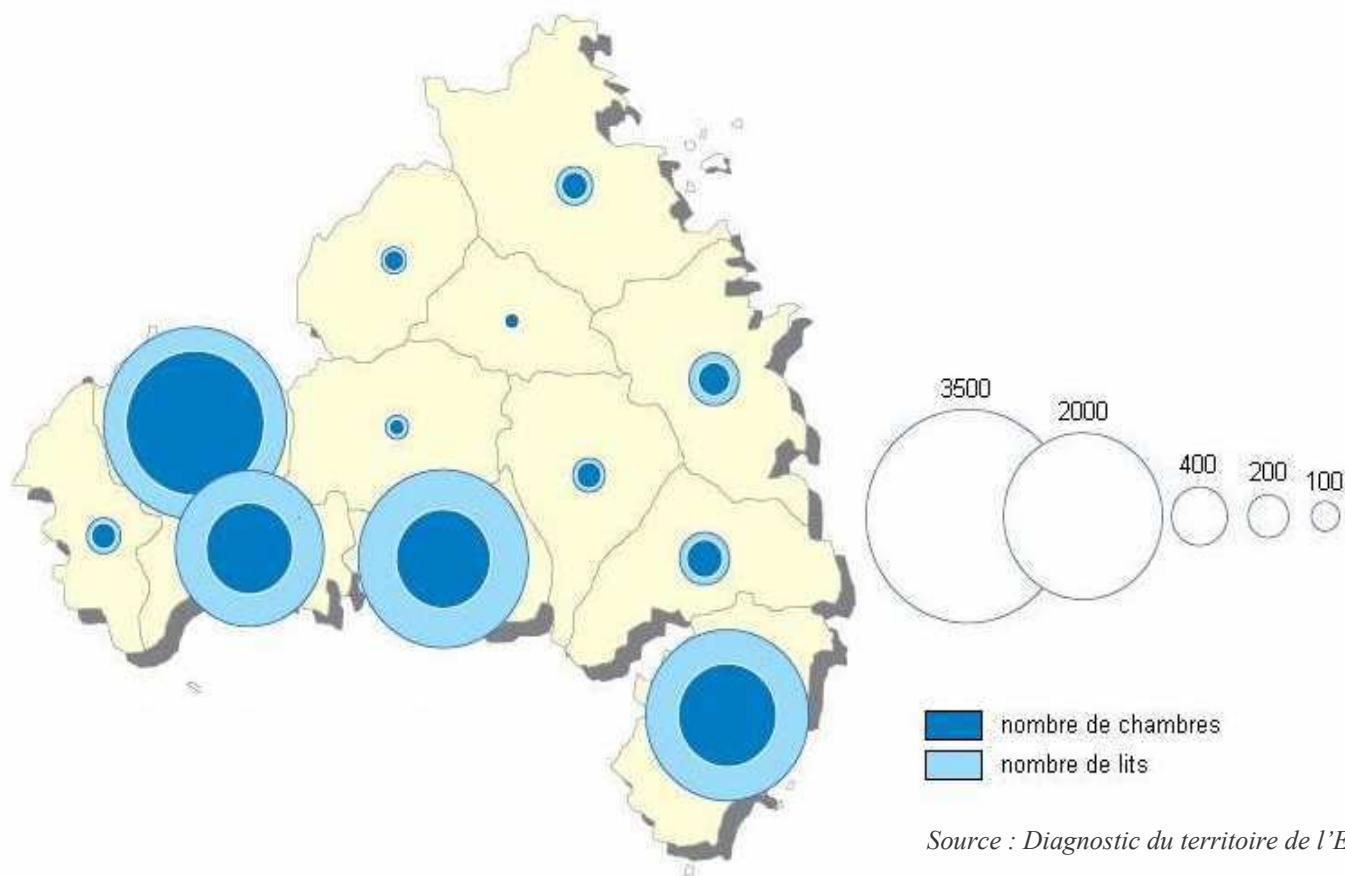 3500
2000
400
200
100
nombre de chambres
nombre de lits
Source : Diagnostic du territoire de l'E